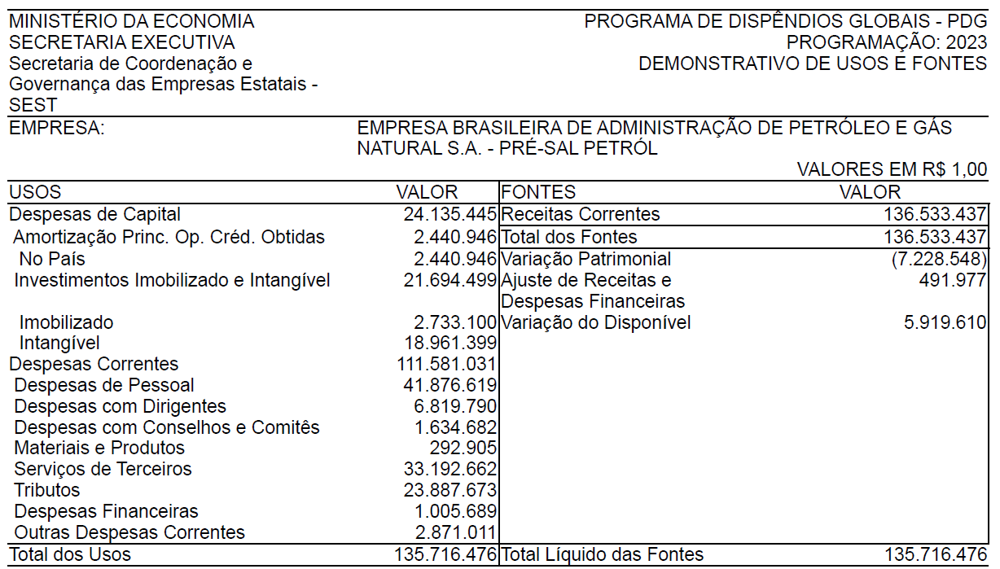 MINISTÉRIO DA ECONOMIA PROGRAMA DE DISPÊNDIOS GLOBAIS - PDG
SECRETARIA EXECUTIVA PROGRAMAÇÃO: 2023
Secretaria de Coordenação e DEMONSTRATIVO DE USOS E FONTES
Governança das Empresas Estatais -
SEST
EMPRESA: EMPRESA BRASILEIRA DE ADMINISTRAÇÃO DE PETRÓLEO E GÁS
NATURAL S.A. - PRÉ-SAL PETRÓL
VALORES EM R$ 1,00
USOS VALOR FONTES VALOR
Despesas de Capital 24.135.445 Receitas Correntes 136.533.437
Amortização Princ. Op. Créd. Obtidas 2.440.946 Total dos Fontes 136.533.437
No País 2.440.946 Variação Patrimonial (7.228.548)
Investimentos Imobilizado e Intangível 21.694.499 Ajuste de Receitas e 491.977
Despesas Financeiras
Imobilizado 2.733.100 Variação do Disponível 5.919.610
Intangível 18.961.399
Despesas Correntes 111.581.031
Despesas de Pessoal 41.876.619
Despesas com Dirigentes 6.819.790
Despesas com Conselhos e Comitês 1.634.682
Materiais e Produtos 292.905
Serviços de Terceiros 33.192.662
Tributos 23.887.673
Despesas Financeiras 1.005.689
Outras Despesas Correntes 2.871.011
Total dos Usos 135.716.476 Total Líquido das Fontes 135.716.476